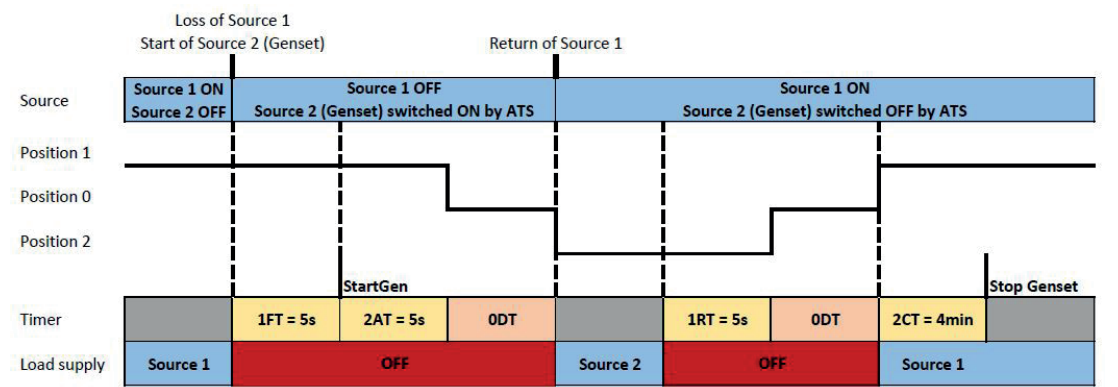 Loss of Source 1
Start of Source 2 (Genset)
Return of Source 1
Source
Source 1 ON
Source 2 OFF
Source 1 OFF
Source 2 (Genset) switched ON by ATS
Source 1 ON
Source 2 (Genset) switched OFF by ATS
Position 1
Position 0
Position 2
StartGen
Stop Genset
Timer
1FT = 5s
2AT = 5s
0DT
1RT = 5s
0DT
2CT = 4min
Load supply
Source 1
OFF
Source 2
OFF
Source 1